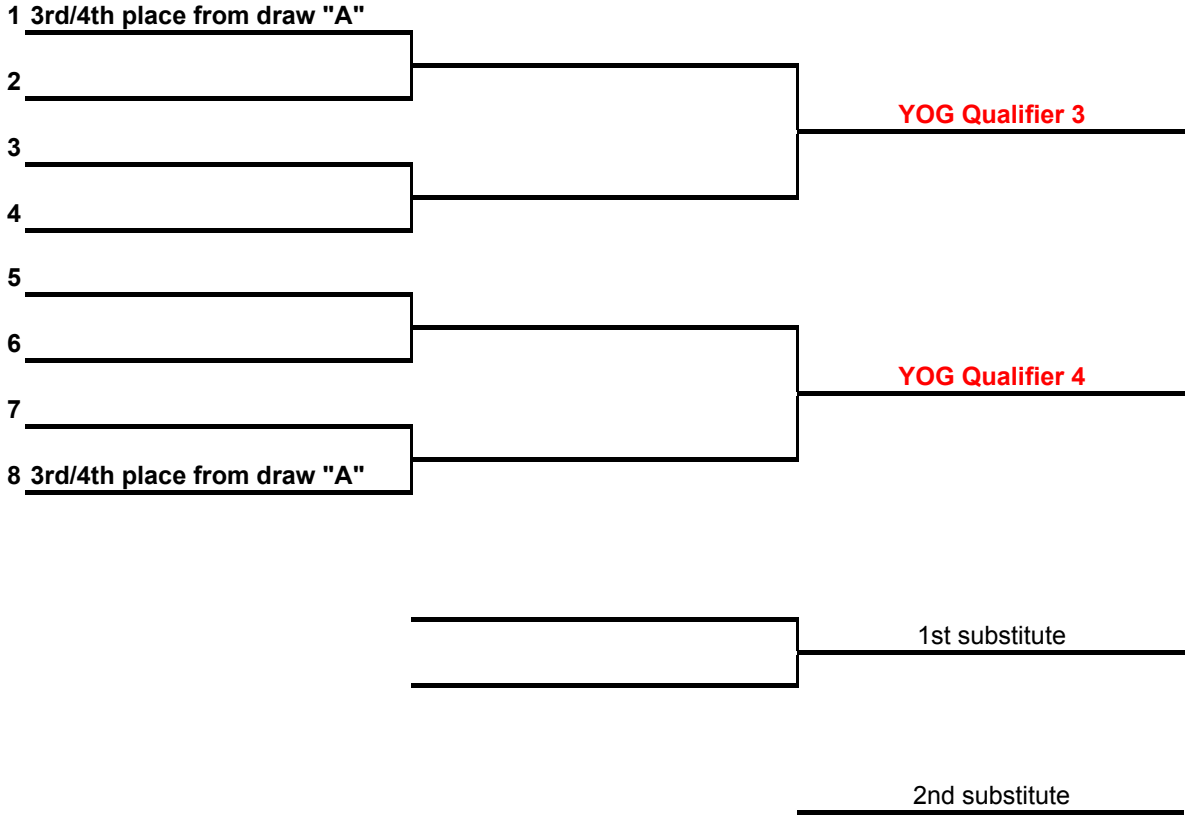 1 3rd/4th place from draw "A"
2
YOG Qualifier 3
3
4
5
6
YOG Qualifier 4
7
8 3rd/4th place from draw "A"
1st substitute
2nd substitute